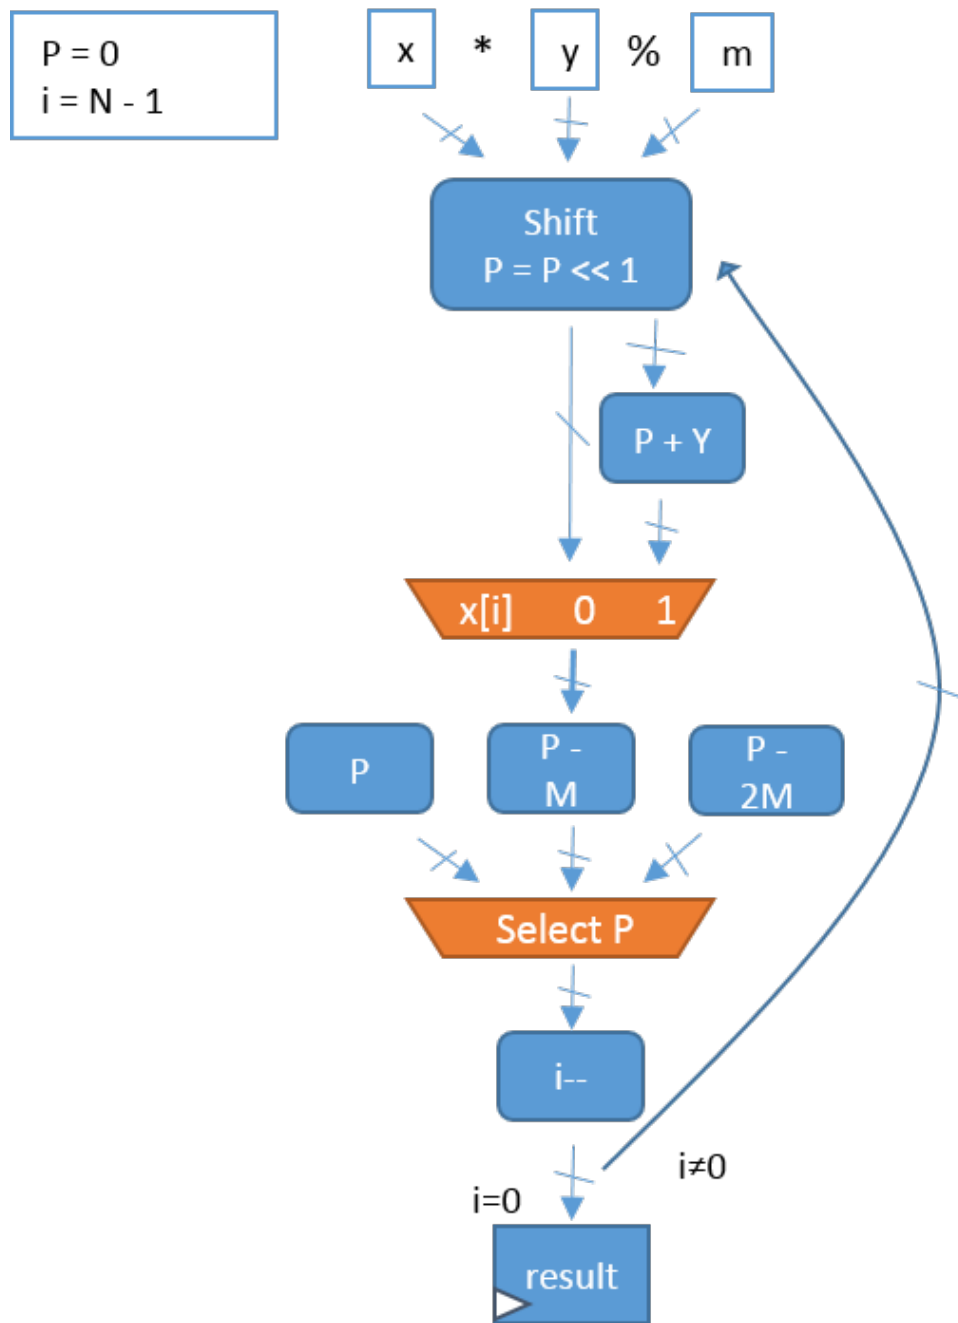 P = 0
i = N - 1
x * y % m
Shift
P = P << 1
P + Y
x[i] 0 1
P
P -
M
P -
2M
Select P
i--
i≠0
i=0
result